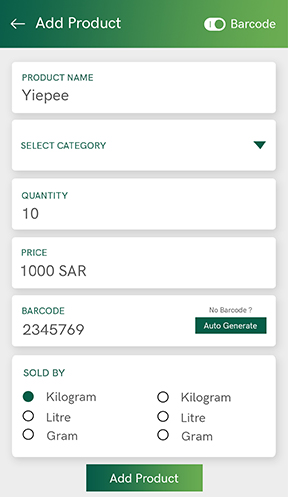 Add Product
Barcode
PRODUCT NAME
Yiepee
SELECT CATEGORY
QUANTITY
10
PRICE
1000 SAR
BARCODE
2345769
No Barcode ?
Auto Generate
SOLD BY
Kilogram Kilogram
Litre Litre
Gram Gram
Add Product